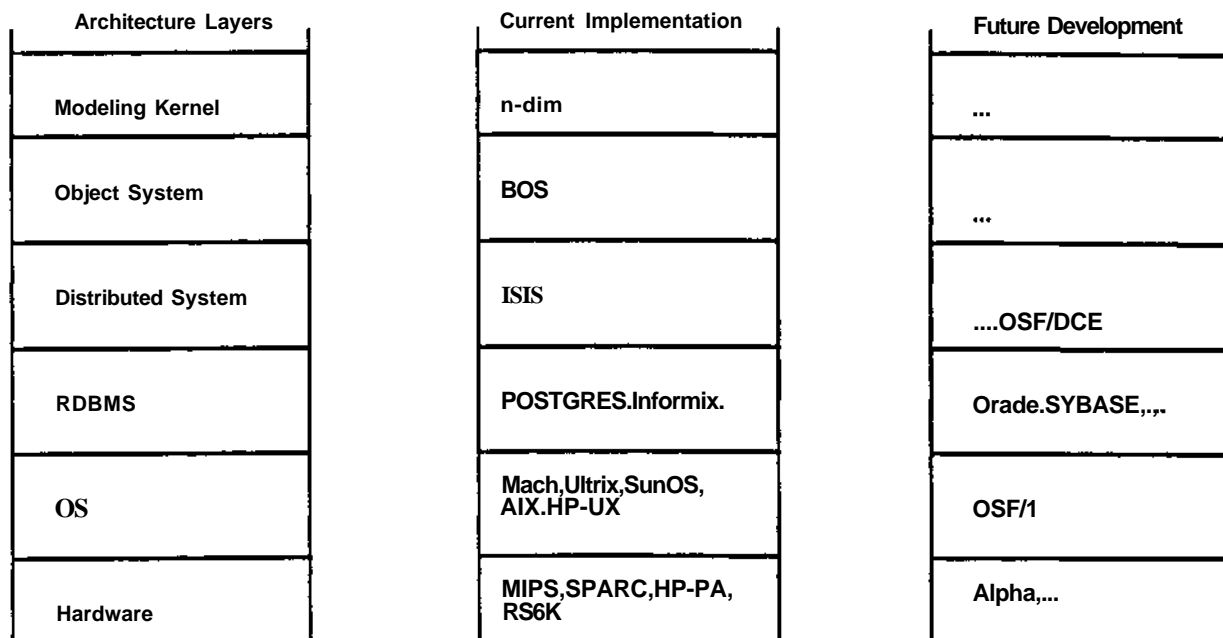 Architecture Layers
Modeling Kernel
Object System
Distributed System
RDBMS
OS
Hardware
Current Implementation
n-dim
BOS
ISIS
POSTGRES.Informix.
Mach,Ultrix,SunOS,
AIX.HP-UX
MIPS,SPARC,HP-PA,
RS6K
Future Development
...
...
....OSF/DCE
Orade.SYBASE,.,.
OSF/1
Alpha,...